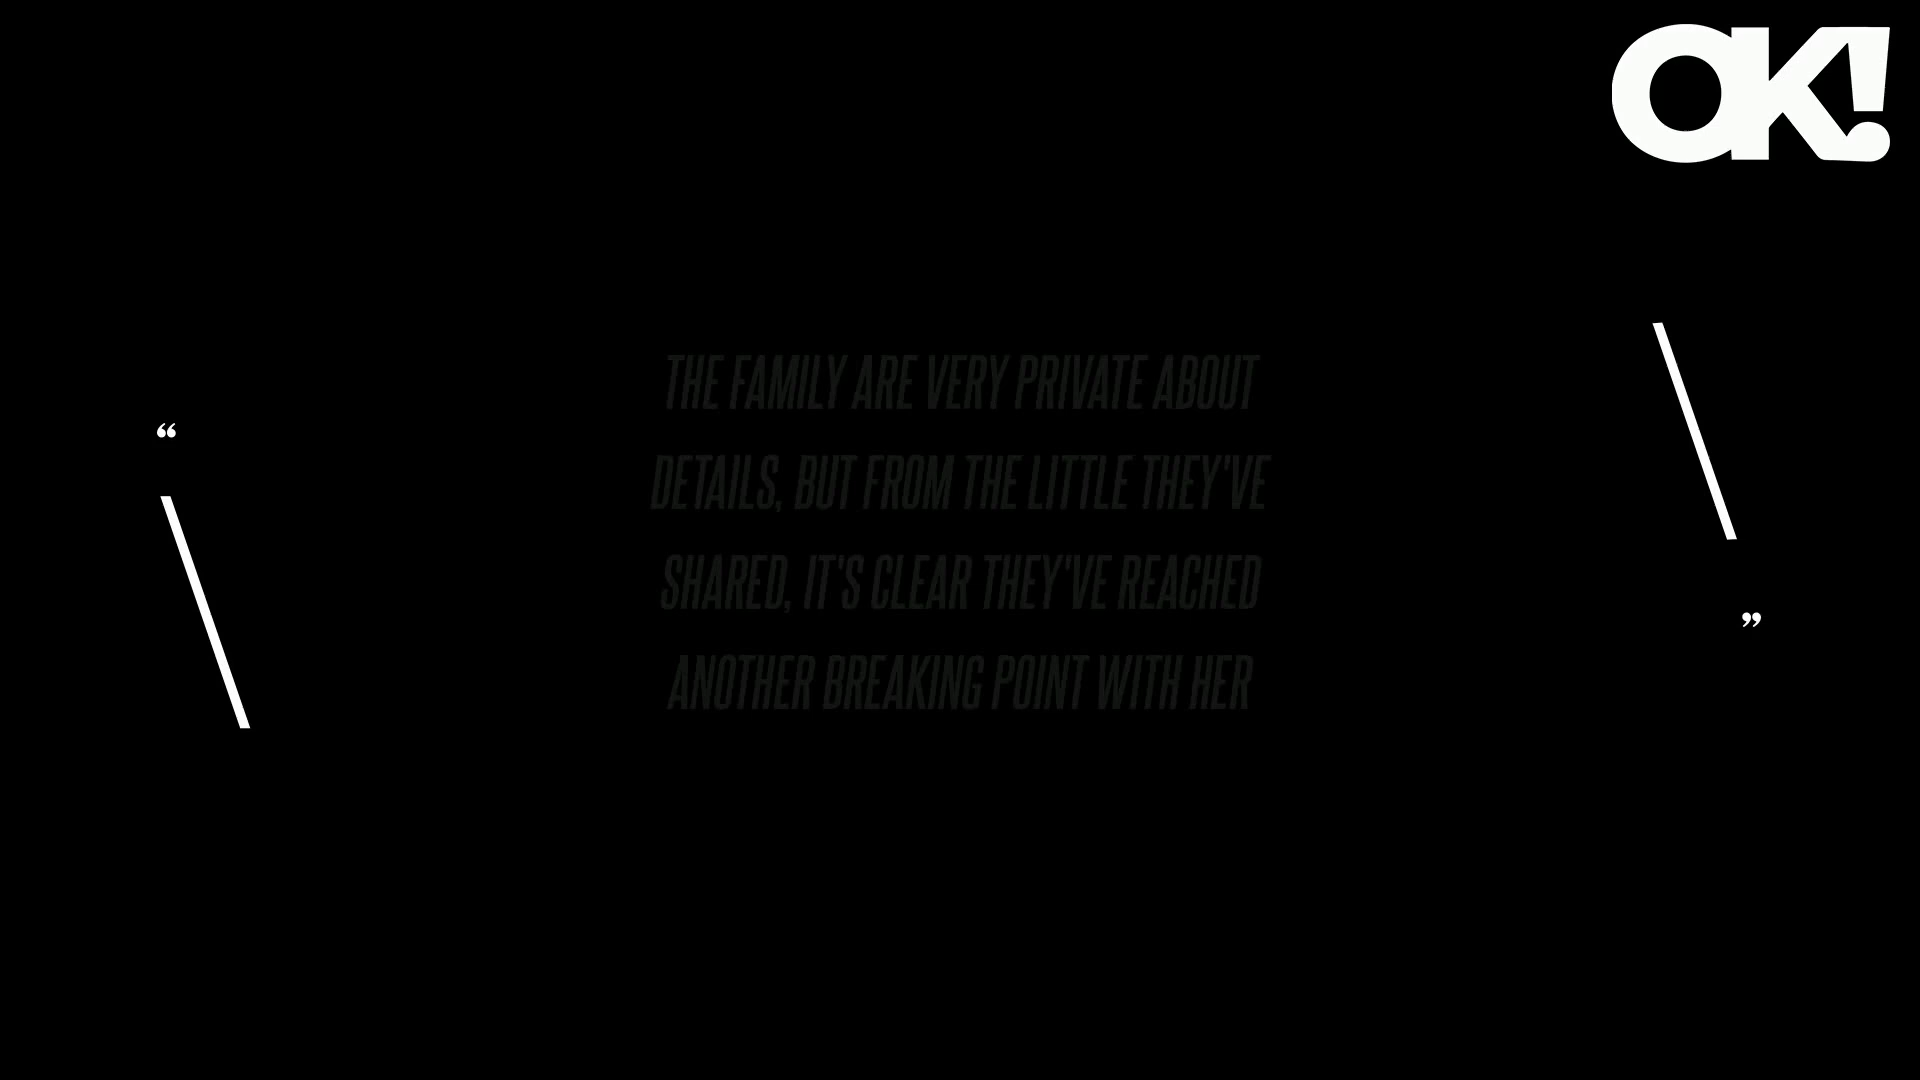 OK!
“
THE FAMILY ARE VERY PRIVATE ABOUT
DETAILS, BUT FROM THE LITTLE THEY'VE
SHARED, IT'S CLEAR THEY'VE REACHED
ANOTHER BREAKING POINT WITH HER
”